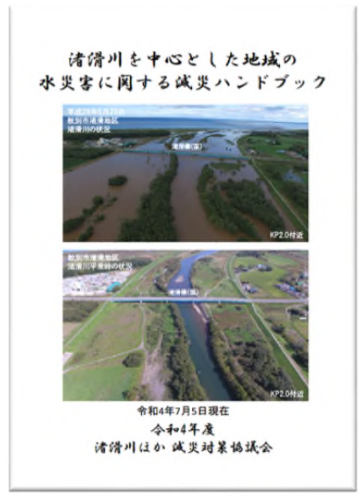 渚滑川を中心とした地域の
水災害に関する減災ハンドブック
紋別市渚滑地区
渚滑川の状況
渚滑橋(国)
KP2.0付近
紋別市渚滑地区
渚滑川平常時の状況
渚滑橋(国)
KP2.0付近
令和4年7月5日現在
令和4年度
渚滑川ほか 減災対策協議会